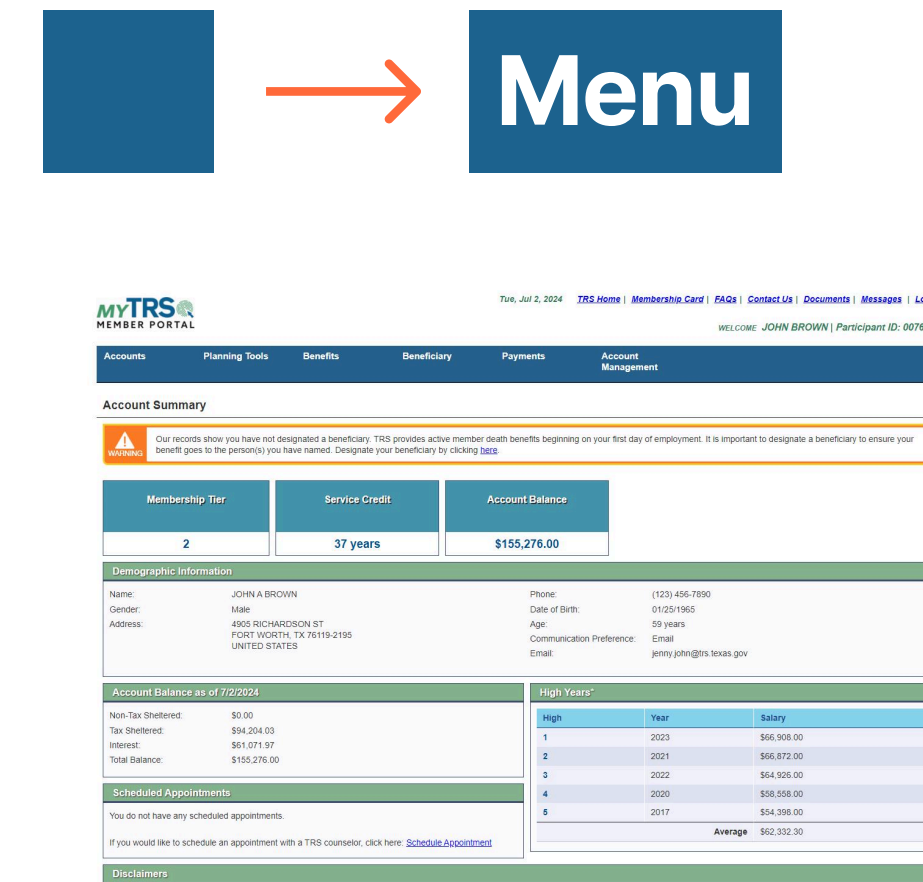 Menu
MYTRS
MEMBER PORTAL
Tue, Jul 2, 2024 TRS Home | Membership Card | FAQs | Contact Us | Documents | Messages | Lo
WELCOME JOHN BROWN | Participant ID: 0076
Accounts Planning Tools Benefits Beneficiary Payments Account Management
Account Summary
WARNING
Our records show you have not designated a beneficiary. TRS provides active member death benefits beginning on your first day of employment. It is important to designate a beneficiary to ensure your
benefit goes to the person(s) you have named. Designate your beneficiary by clicking here.
Membership Tier Service Credit Account Balance
2 37 years $155,276.00
Demographic Information
Name: JOHN A BROWN
Gender: Male
Address: 4905 RICHARDSON ST
FORT WORTH, TX 76119-2195
UNITED STATES
Phone: (123) 456-7890
Date of Birth: 01/25/1965
Age: 59 years
Communication Preference: Email
Email: jenny.john@trs.texas.gov
Account Balance as of 7/2/2024
Non-Tax Sheltered: $0.00
Tax Sheltered: $94,204.03
Interest: $61,071.97
Total Balance: $155,276.00
Scheduled Appointments
You do not have any scheduled appointments.
If you would like to schedule an appointment with a TRS counselor, click here: Schedule Appointment
High Years*
High Year Salary
1 2023 $66,908.00
2 2021 $66,872.00
3 2022 $64,926.00
4 2020 $58,558.00
5 2017 $54,398.00
Average $62,332.30
Disclaimers